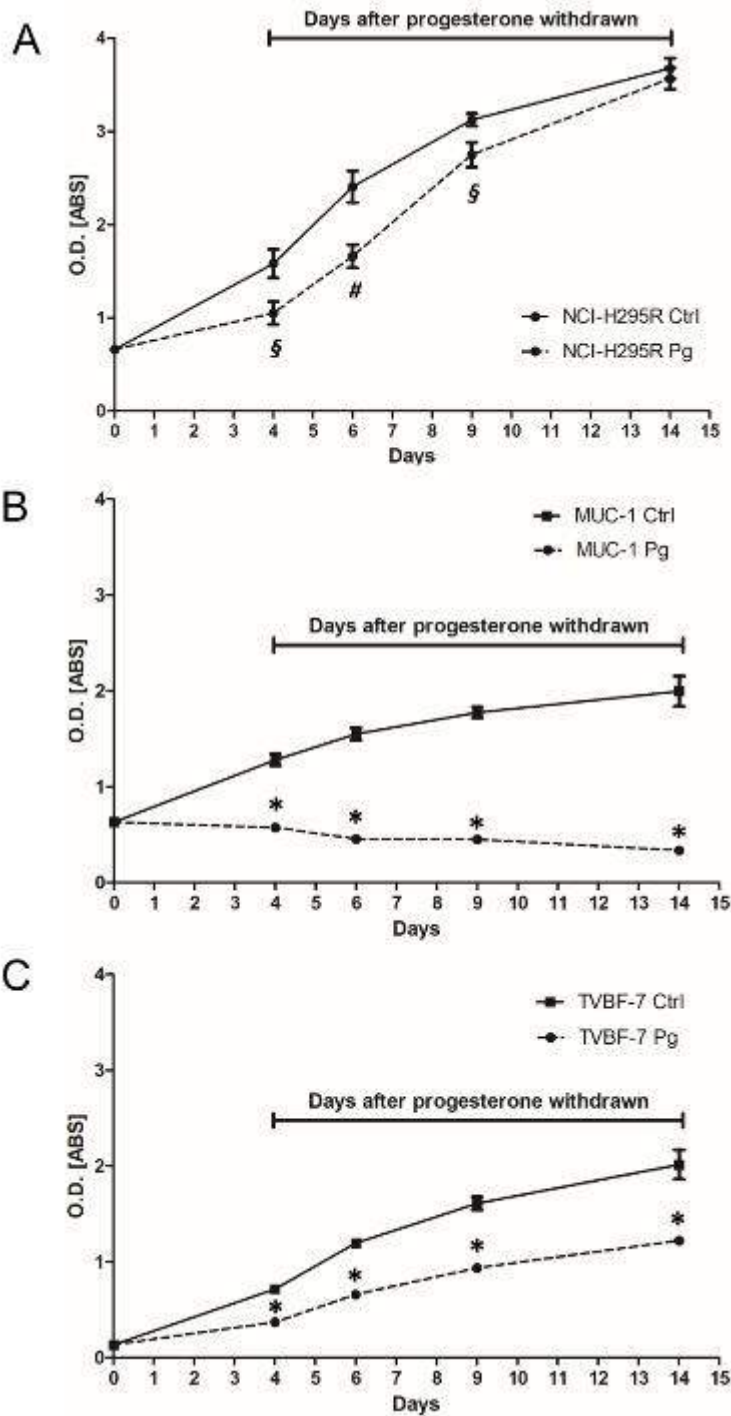 A
Days after progesterone withdrawn
4
3
2
1
0
O.D. [ABS]
§
#
§
NCI-H295R Ctrl
NCI-H295R Pg
0 1 2 3 4 5 6 7 8 9 10 11 12 13 14 15
Days
B
4
3
2
1
0
O.D. [ABS]
MUC-1 Ctrl
MUC-1 Pg
Days after progesterone withdrawn
* * * *
0 1 2 3 4 5 6 7 8 9 10 11 12 13 14 15
Days
C
4
3
2
1
0
O.D. [ABS]
TVBF-7 Ctrl
TVBF-7 Pg
Days after progesterone withdrawn
* * * *
0 1 2 3 4 5 6 7 8 9 10 11 12 13 14 15
Days